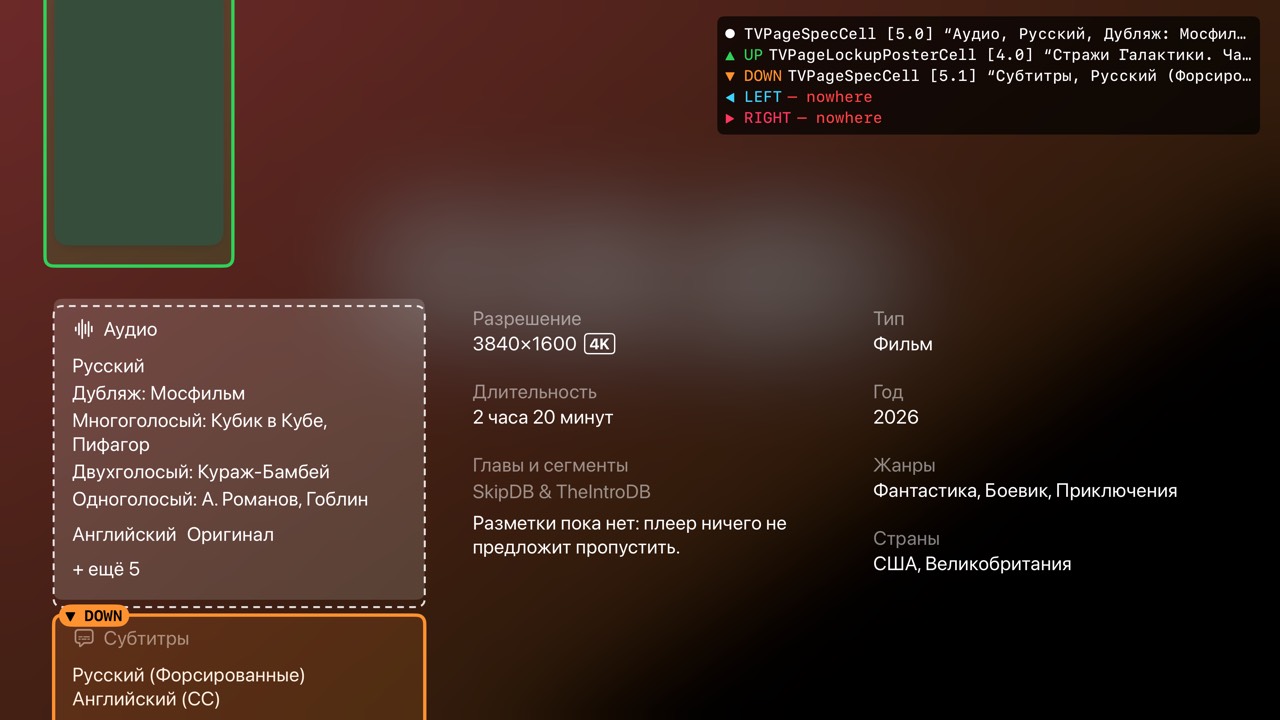 TVPageSpecCell [5.0] “Аудио, Русский, Дубляж: Мосфил…
▲ UP TVPageLockupPosterCell [4.0] “Стражи Галактики. Ча…
▼ DOWN TVPageSpecCell [5.1] “Субтитры, Русский (Форсиро…
◀ LEFT — nowhere
▶ RIGHT — nowhere
Аудио
Русский
Дубляж: Мосфильм
Многоголосый: Кубик в Кубе,
Пифагор
Двухголосый: Кураж-Бамбей
Одноголосый: А. Романов, Гоблин
Английский Оригинал
+ ещё 5
▼ DOWN
Субтитры
Русский (Форсированные)
Английский (CC)
Разрешение
3840×1600 4K
Длительность
2 часа 20 минут
Главы и сегменты
SkipDB & TheIntroDB
Разметки пока нет: плеер ничего не
предложит пропустить.
Тип
Фильм
Год
2026
Жанры
Фантастика, Боевик, Приключения
Страны
США, Великобритания